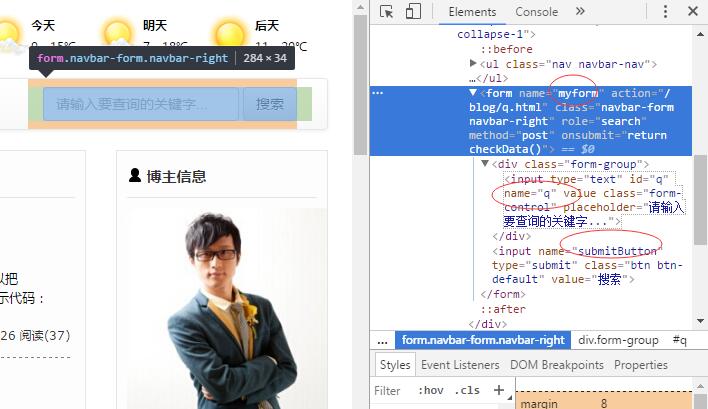 今天
明天
后天
form.navbar-form.navbar-right | 284×34
请输入要查询的关键字...
搜索
博主信息
以把
示代码：
26 阅读(37)
Elements
Console
»
collapse-1">
::before
<ul class="nav navbar-nav">
…</ul>
<form name="myform" action="/
blog/q.html" class="navbar-form
navbar-right" role="search"
method="post" onsubmit="return
checkData()"> == $0
<div class="form-group">
<input type="text" id="q"
name="q" value class="form-
control" placeholder="请输入
要查询的关键字...">
</div>
<input name="submitButton"
type="submit" class="btn btn-
default" value="搜索">
</form>
::after
</div>
... form.navbar-form.navbar-right div.form-group #q
Styles Event Listeners DOM Breakpoints Properties
Filter :hov .cls +
margin 8